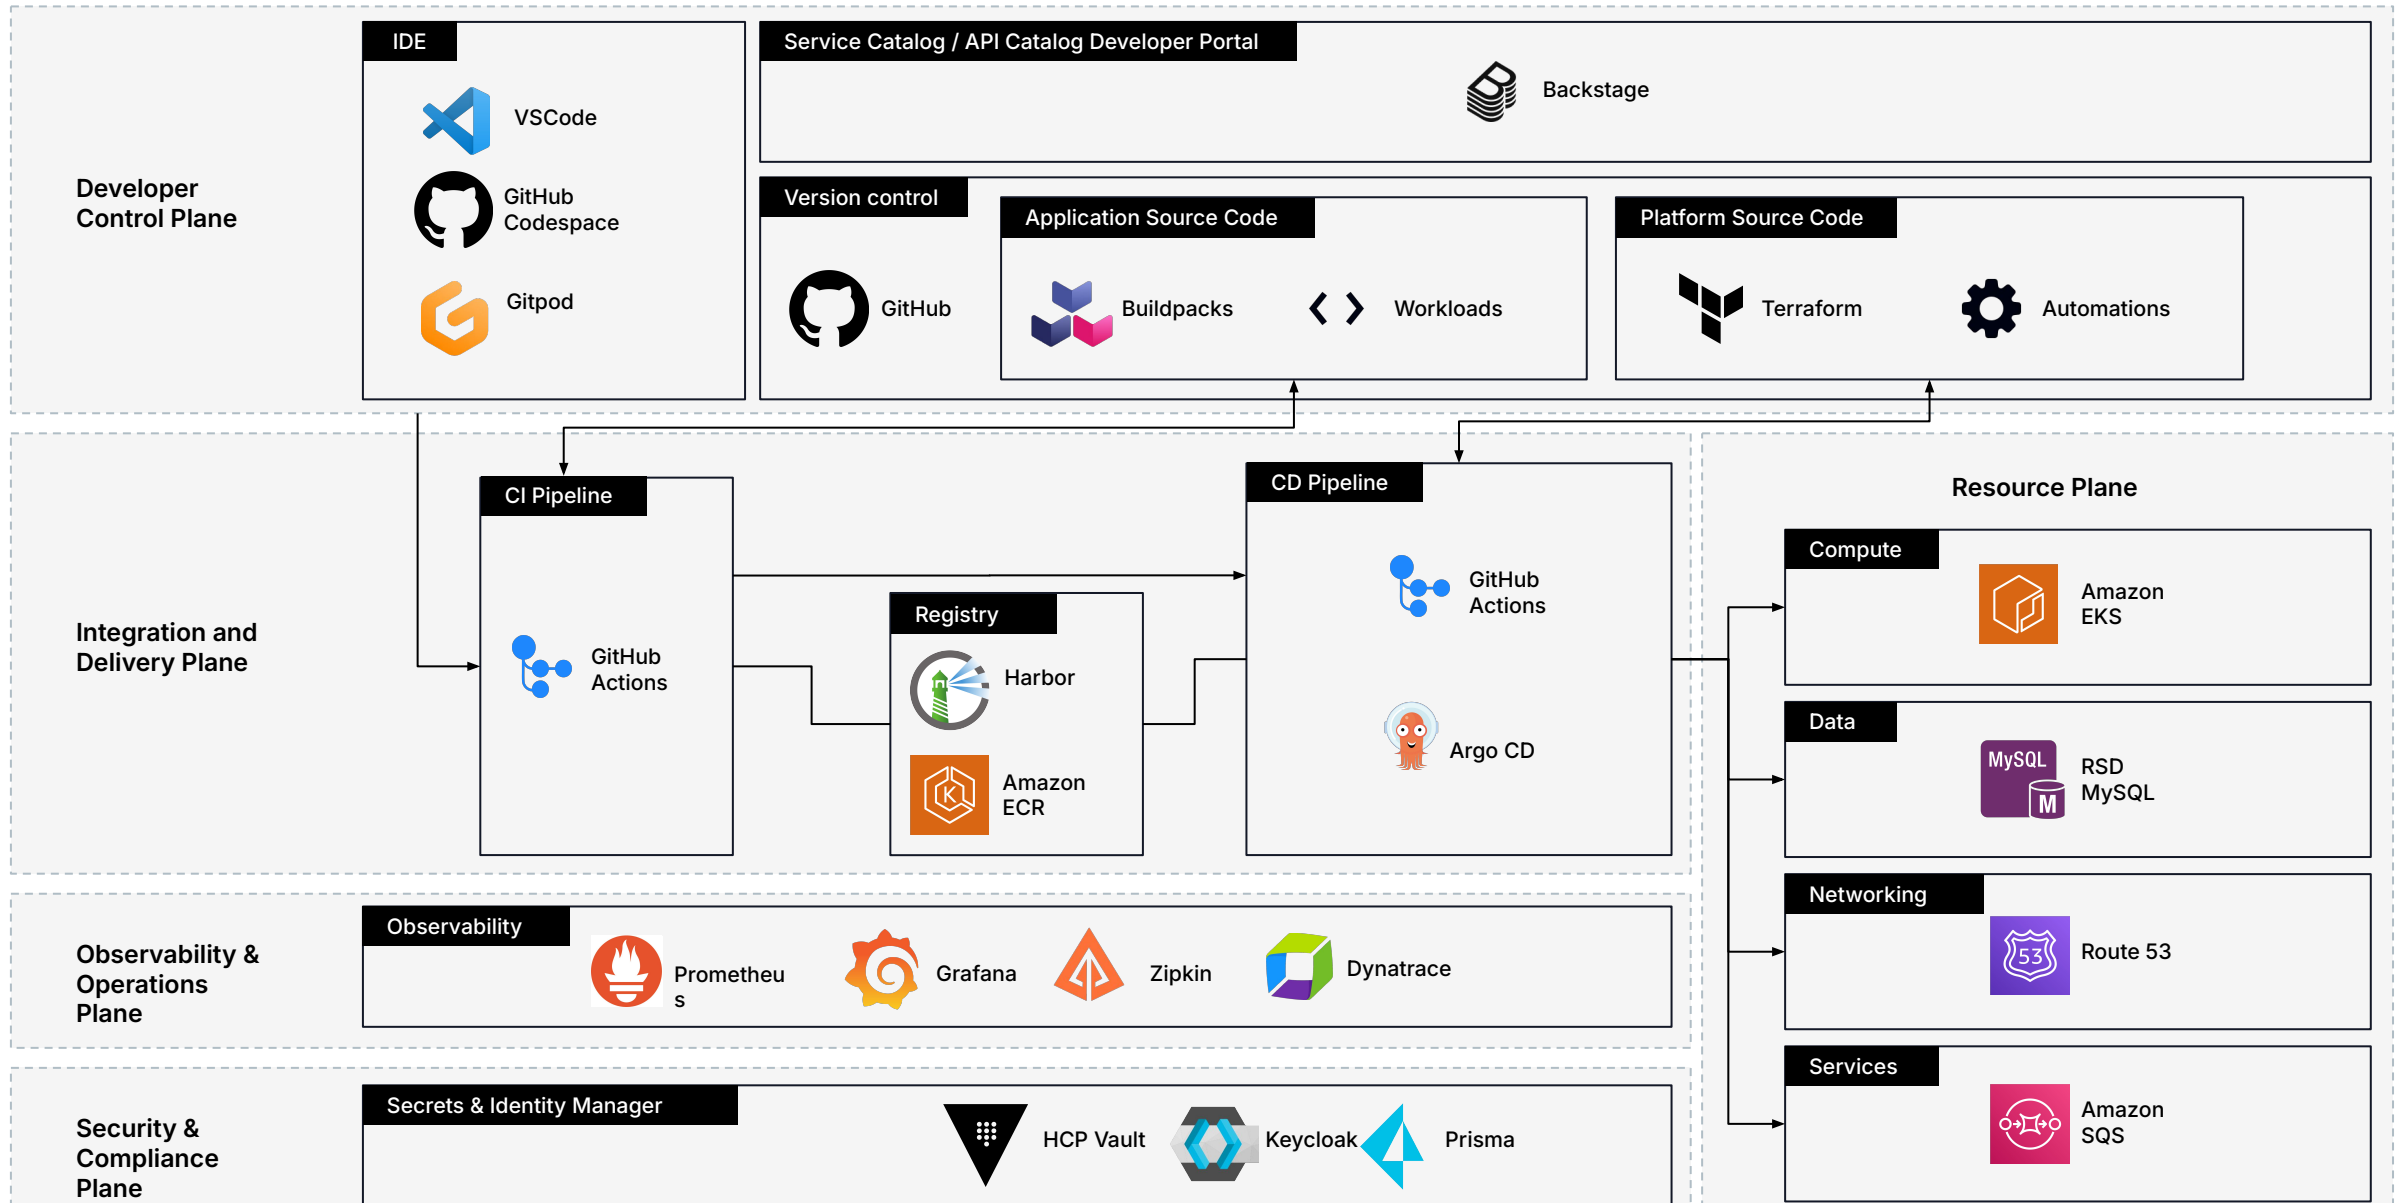 IDE
VSCode
GitHub
Codespace
Gitpod
Service Catalog / API Catalog Developer Portal
Backstage
Developer
Control Plane
Version control
GitHub
Application Source Code
Buildpacks
Workloads
Platform Source Code
Terraform
Automations
Integration and
Delivery Plane
CI Pipeline
GitHub
Actions
Registry
Harbor
Amazon
ECR
CD Pipeline
GitHub
Actions
Argo CD
Resource Plane
Compute
Amazon
EKS
Data
MySQL
M
RSD
MySQL
Networking
53
Route 53
Services
Amazon
SQS
Observability &
Operations
Plane
Observability
Prometheu
s
Grafana
Zipkin
Dynatrace
Security &
Compliance
Plane
Secrets & Identity Manager
HCP Vault
Keycloak
Prisma